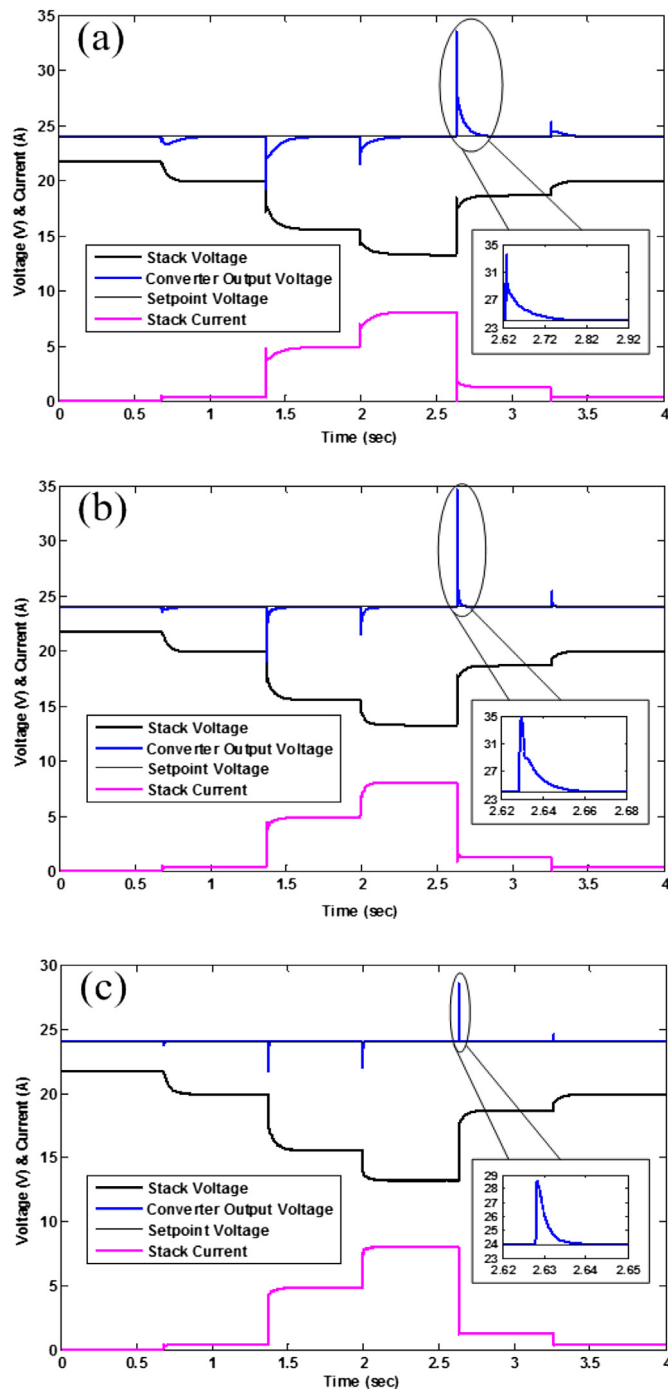 (a)
35
30
25
20
15
10
5
0
Voltage (V) & Current (A)
Stack Voltage
Converter Output Voltage
Setpoint Voltage
Stack Current
35
31
27
23
2.62 2.72 2.82 2.92
0 0.5 1 1.5 2 2.5 3 3.5 4
Time (sec)
(b)
35
30
25
20
15
10
5
0
Voltage (V) & Current (A)
Stack Voltage
Converter Output Voltage
Setpoint Voltage
Stack Current
35
31
27
23
2.62 2.64 2.66 2.68
0 0.5 1 1.5 2 2.5 3 3.5 4
Time (sec)
(c)
30
25
20
15
10
5
0
Voltage (V) & Current (A)
Stack Voltage
Converter Output Voltage
Setpoint Voltage
Stack Current
29
28
27
26
25
24
23
2.62 2.63 2.64 2.65
0 0.5 1 1.5 2 2.5 3 3.5 4
Time (sec)